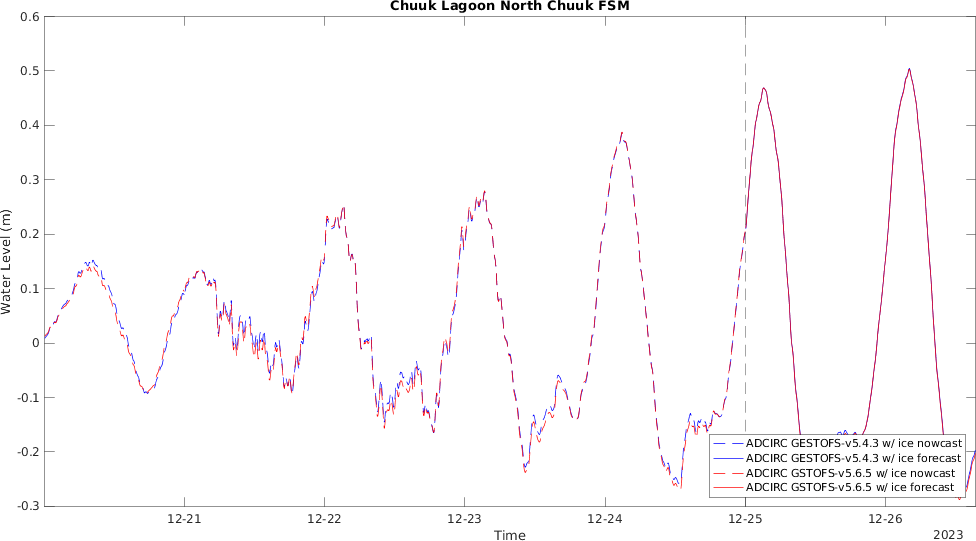 Chuuk Lagoon North Chuuk FSM
0.6
0.5
0.4
0.3
0.2
0.1
0
-0.1
-0.2
-0.3
Water Level (m)
ADCIRC GESTOFS-v5.4.3 w/ ice nowcast
ADCIRC GESTOFS-v5.4.3 w/ ice forecast
ADCIRC GSTOFS-v5.6.5 w/ ice nowcast
ADCIRC GSTOFS-v5.6.5 w/ ice forecast
12-21 12-22 12-23 12-24 12-25 12-26
Time
2023